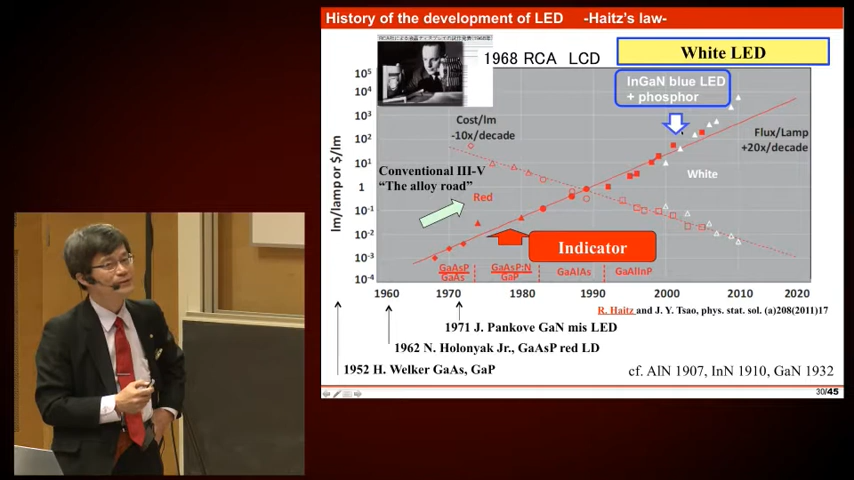 History of the development of LED -Haitz's law-
1968 RCA LCD
White LED
InGaN blue LED
+ phosphor
10⁵
10⁴
10³
10²
10¹
1
10⁻¹
10⁻²
10⁻³
10⁻⁴
lm/lampor $/lm
Cost/lm
-10x/decade
Flux/Lamp
+20x/decade
Conventional III-V
"The alloy road"
Red
White
Indicator
GaAsP
GaAs
GaAsP:N
GaP
GaAlAs
GaAlInP
1960
1970
1980
1990
2000
2010
2020
R. Haitz and J. Y. Tsao, phys. stat. sol. (a)208(2011)17
1971 J. Pankove GaN mis LED
1962 N. Holonyak Jr., GaAsP red LD
1952 H. Welker GaAs, GaP
cf. AlN 1907, InN 1910, GaN 1932
30/45